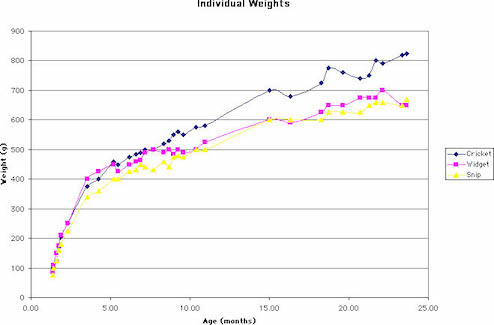 Individual Weights
900
800
700
600
500
400
300
200
100
0
Weight (g)
0.00 5.00 10.00 15.00 20.00 25.00
Age (months)
Cricket
Widget
Snip